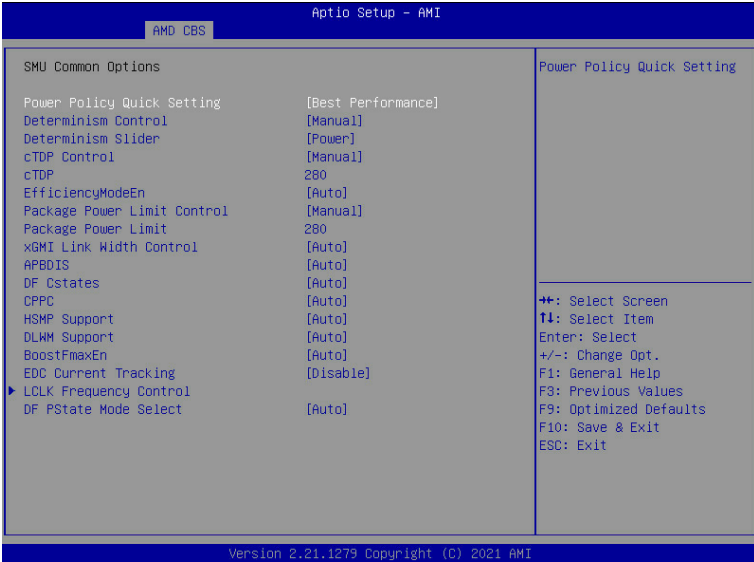 Aptio Setup – AMI
AMD CBS
SMU Common Options
Power Policy Quick Setting [Best Performance]
Determinism Control [Manual]
Determinism Slider [Power]
cTDP Control [Manual]
cTDP 280
EfficiencyModeEn [Auto]
Package Power Limit Control [Manual]
Package Power Limit 280
xGMI Link Width Control [Auto]
APBDIS [Auto]
DF Cstates [Auto]
CPPC [Auto]
HSMP Support [Auto]
DLWM Support [Auto]
BoostFmaxEn [Auto]
EDC Current Tracking [Disable]
LCLK Frequency Control
DF PState Mode Select [Auto]
Power Policy Quick Setting
→←: Select Screen
↑↓: Select Item
Enter: Select
+/-: Change Opt.
F1: General Help
F3: Previous Values
F9: Optimized Defaults
F10: Save & Exit
ESC: Exit
Version 2.21.1279 Copyright (C) 2021 AMI